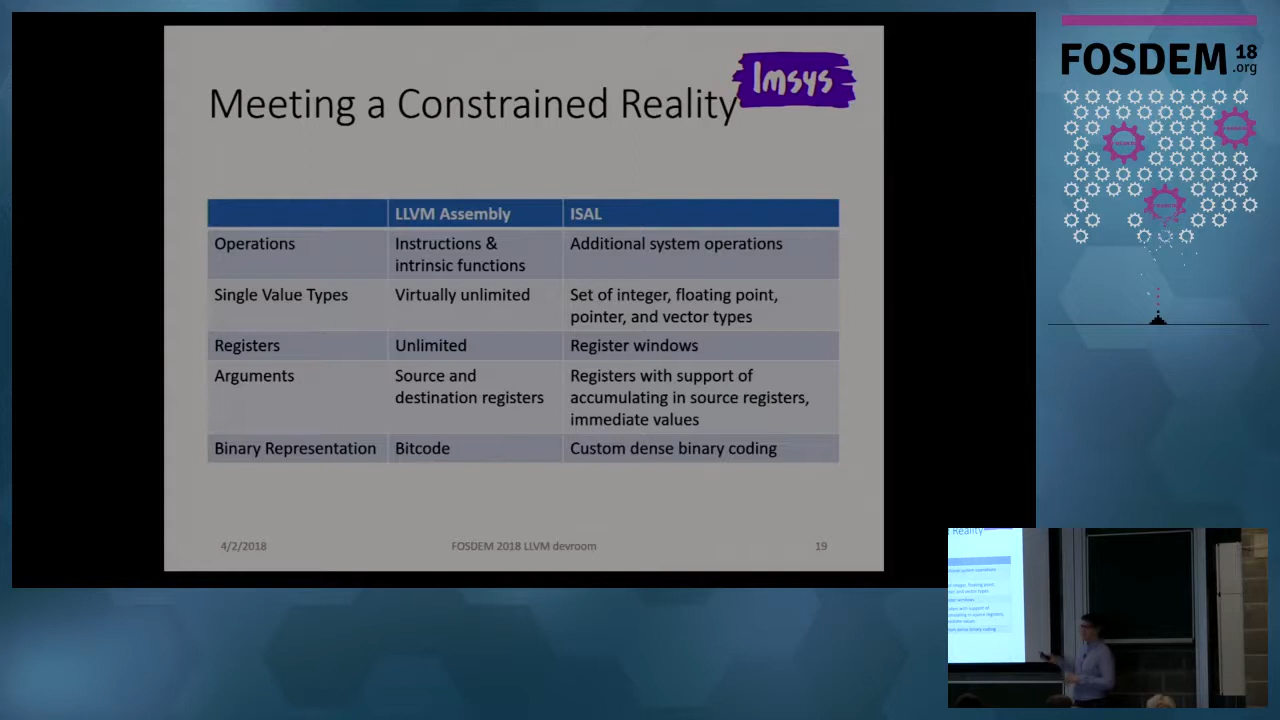 Meeting a Constrained Reality
Imsys
LLVM Assembly
ISAL
Operations
Instructions &
intrinsic functions
Additional system operations
Single Value Types
Virtually unlimited
Set of integer, floating point,
pointer, and vector types
Registers
Unlimited
Register windows
Arguments
Source and
destination registers
Registers with support of
accumulating in source registers,
immediate values
Binary Representation
Bitcode
Custom dense binary coding
4/2/2018
FOSDEM 2018 LLVM devroom
19
FOSDEM 18
.org